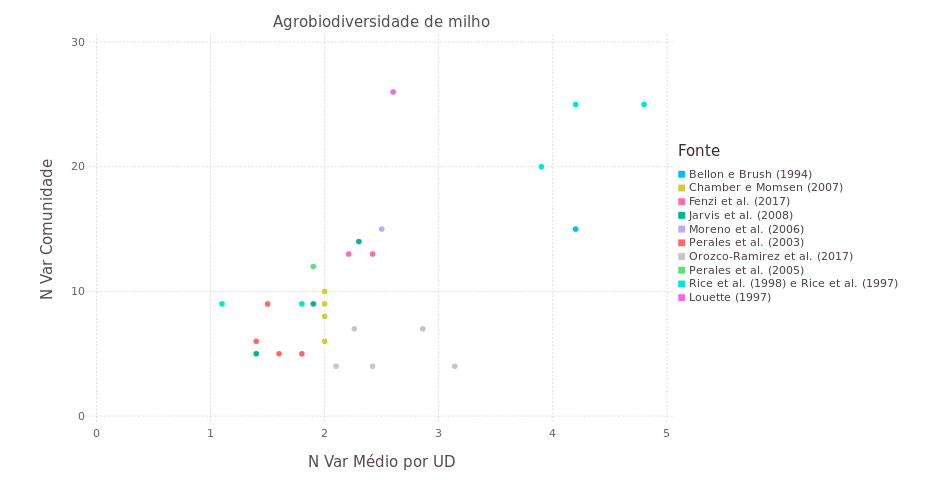 Agrobiodiversidade de milho
30
20
10
0
N Var Comunidade
0 1 2 3 4 5
N Var Médio por UD
Fonte
Bellon e Brush (1994)
Chamber e Momsen (2007)
Fenzi et al. (2017)
Jarvis et al. (2008)
Moreno et al. (2006)
Perales et al. (2003)
Orozco-Ramirez et al. (2017)
Perales et al. (2005)
Rice et al. (1998) e Rice et al. (1997)
Louette (1997)